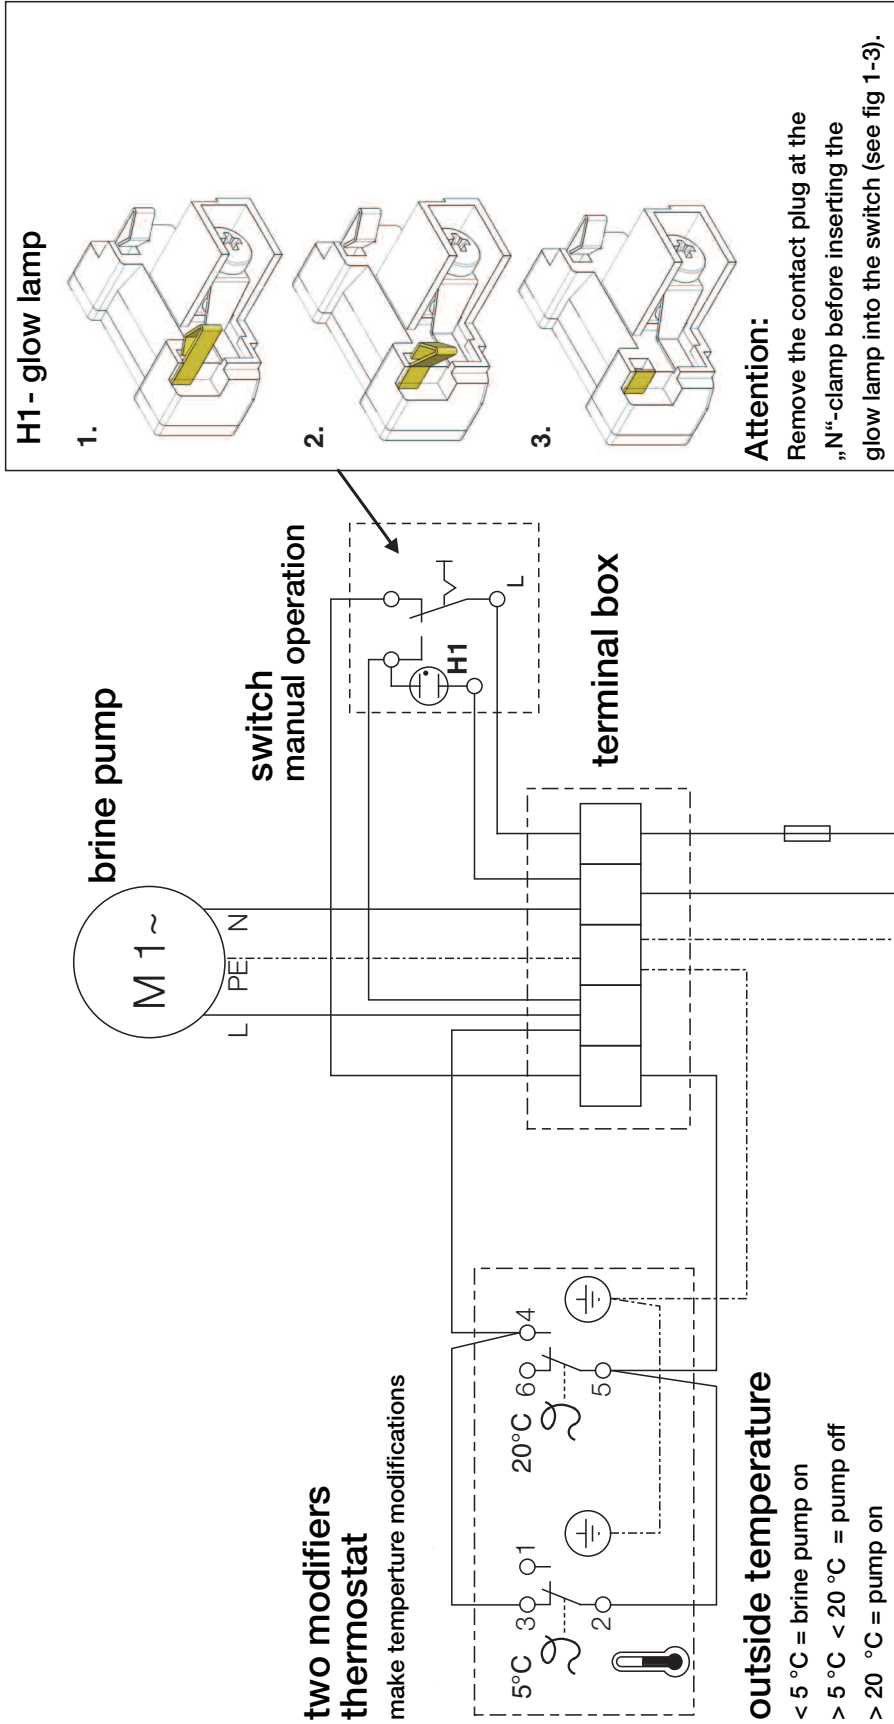 two modifiers
thermostat
make temperture modifications
5°C
3
1
2
20°C
6
4
5
outside temperature
< 5 °C = brine pump on
> 5 °C < 20 °C = pump off
> 20 °C = pump on
brine pump
M 1~
L
PE
N
switch
manual operation
H1
L
terminal box
H1- glow lamp
1.
2.
3.
Attention:
Remove the contact plug at the
„N“-clamp before inserting the
glow lamp into the switch (see fig 1-3).